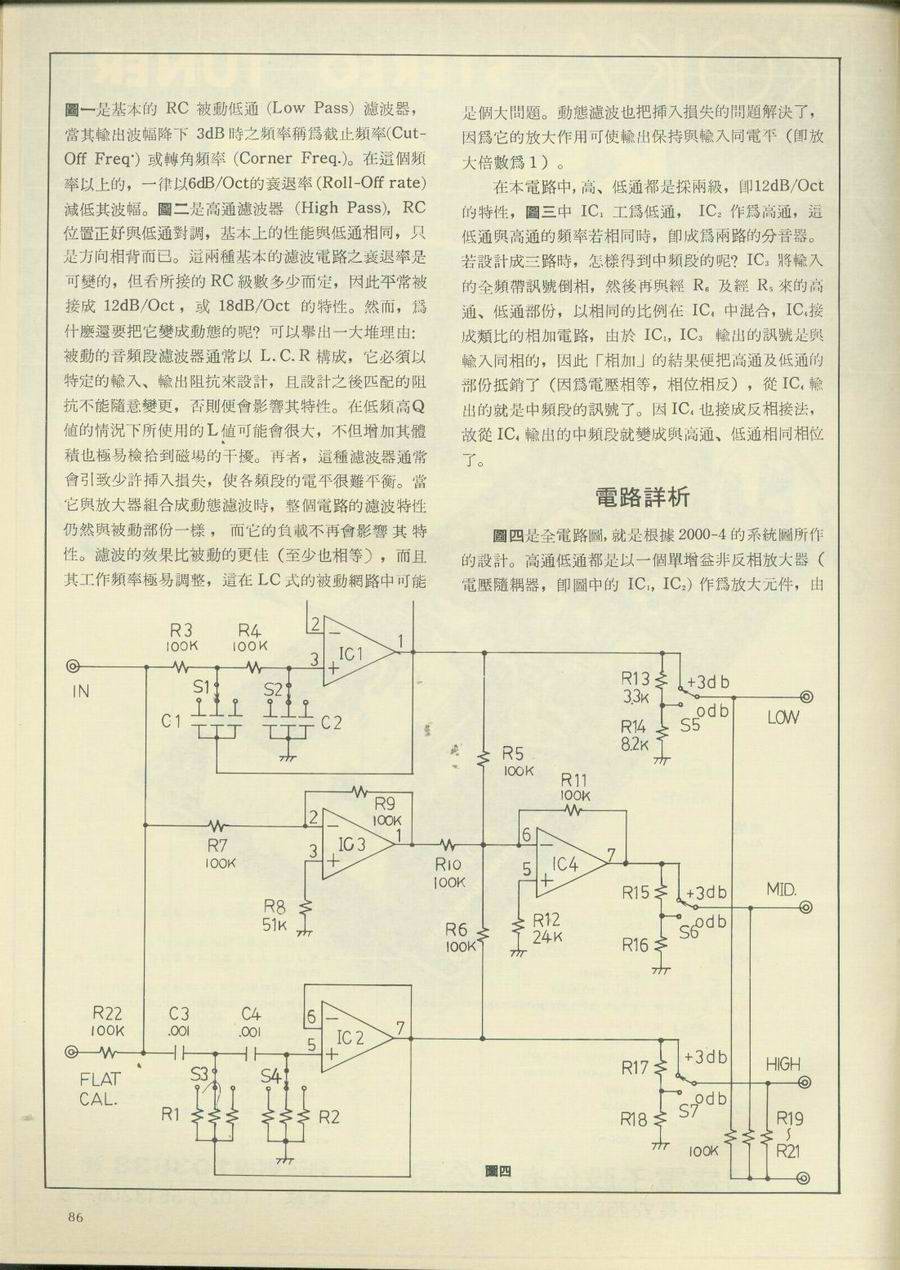 圖一是基本的 RC 被動低通 (Low Pass) 濾波器，
當其輸出波幅降下 3dB 時之頻率稱爲截止頻率(Cut-
Off Freq·) 或轉角頻率 (Corner Freq.)。在這個頻
率以上的，一律以6dB/Oct的衰退率 (Roll-Off rate)
減低其波幅。圖二是高通濾波器 (High Pass), RC
位置正好與低通對調，基本上的性能與低通相同，只
是方向相背而已。這兩種基本的濾波電路之衰退率是
可變的，但看所接的 RC 級數多少而定，因此平常被
接成 12dB/Oct，或 18dB/Oct 的特性。然而，爲
什麼還要把它變成動態的呢？可以舉出一大堆理由：
被動的音頻段濾波器通常以 L.C.R 構成，它必須以
特定的輸入、輸出阻抗來設計，且設計之後匹配的阻
抗不能隨意變更，否則便會影響其特性。在低頻高Q
値的情況下所使用的L値可能會很大，不但增加其體
積也極易檢拾到磁場的干擾。再者，這種濾波器通常
會引致少許挿入損失，使各頻段的電平很難平衡。當
它與放大器組合成動態濾波時，整個電路的濾波特性
仍然與被動部份一樣，而它的負載不再會影響其特
性。濾波的效果比被動的更佳（至少也相等），而且
其工作頻率極易調整，這在 LC 式的被動網路中可能
是個大問題。動態濾波也把挿入損失的問題解決了，
因爲它的放大作用可使輸出保持與輸入同電平（卽放
大倍數爲1）。
在本電路中，高、低通都是採兩級，卽12dB/Oct
的特性，圖三中 IC₁ 工爲低通， IC₂ 作爲高通，這
低通與高通的頻率若相同時，卽成爲兩路的分音器。
若設計成三路時，怎樣得到中頻段的呢？IC₃ 將輸入
的全頻帶訊號倒相，然後再與經 R₆ 及經 R₅ 來的高
通、低通部份，以相同的比例在 IC₄ 中混合，IC₄接
成類比的相加電路，由於 IC₁, IC₃ 輸出的訊號是與
輸入同相的，因此「相加」的結果便把高通及低通的
部份抵銷了（因爲電壓相等，相位相反），從 IC₄ 輸
出的就是中頻段的訊號了。因 IC₄ 也接成反相接法，
故從 IC₄ 輸出的中頻段就變成與高通、低通相同相位
了。
電路詳析
圖四是全電路圖，就是根據 2000-4 的系統圖所作
的設計。高通低通都是以一個單增益非反相放大器（
電壓隨耦器，卽圖中的 IC₁, IC₂）作爲放大元件，由
R3
100K
R4
100K
2
3
1
IC1
IN
S1
S2
C1
C2
R13
3.3K
+3db
odb
S5
LOW
R14
8.2K
R5
100K
R9
100K
R11
100K
R7
100K
2
3
1
IC3
R10
100K
6
5
7
IC4
R8
51K
R12
24K
R15
+3db
odb
S6
MID.
R16
R6
100K
R22
100K
FLAT
CAL.
C3
.001
C4
.001
6
5
7
IC2
S3
S4
R1
R2
R17
+3db
odb
S7
HIGH
R18
100K
R19
∫
R21
圖四
86